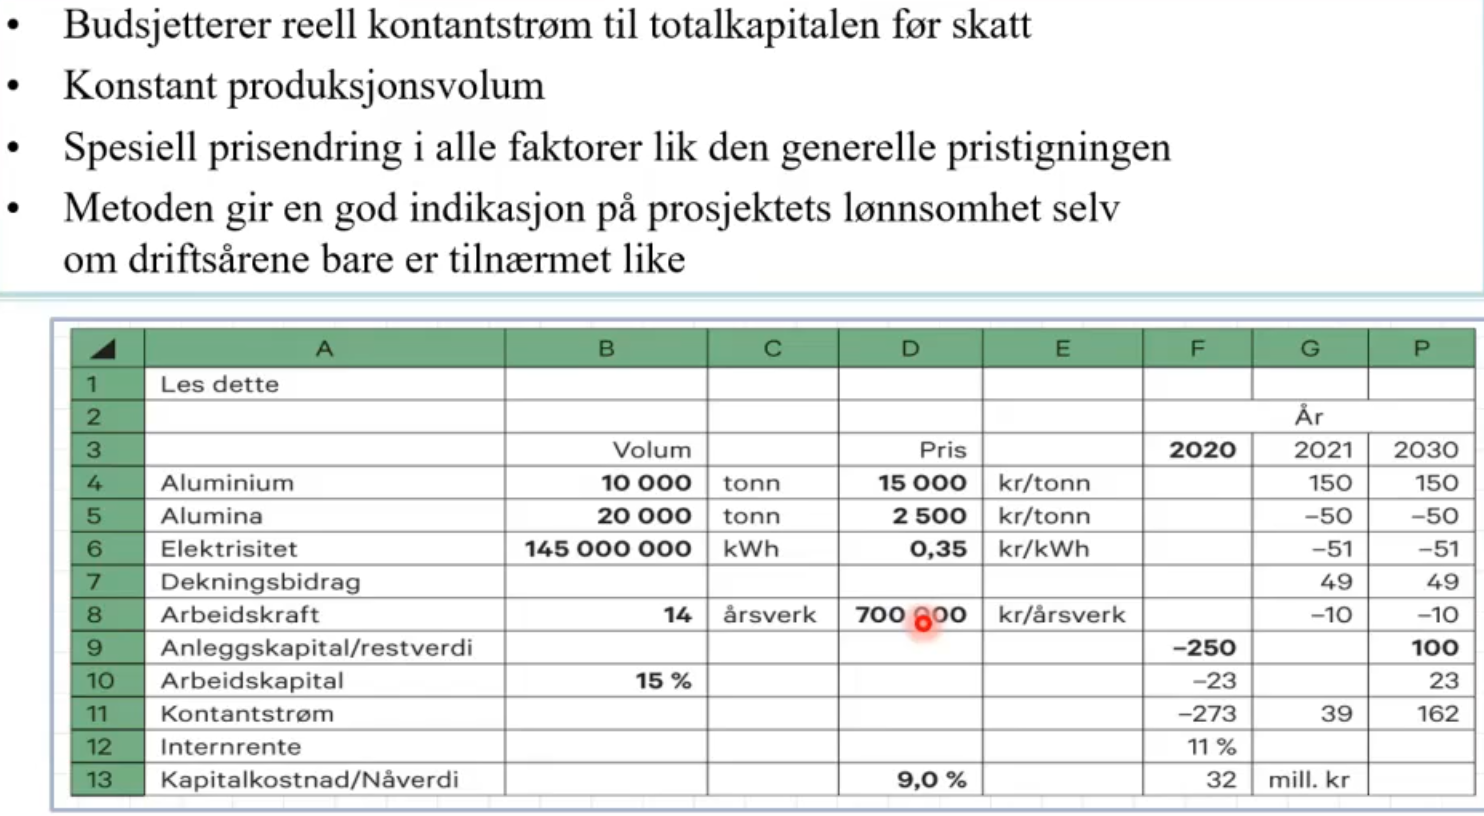 • Budsjetterer reell kontantstrøm til totalkapitalen før skatt
• Konstant produksjonsvolum
• Spesiell prisendring i alle faktorer lik den generelle pristigningen
• Metoden gir en god indikasjon på prosjektets lønnsomhet selv
om driftsårene bare er tilnærmet like
A B C D E F G P
1 Les dette
2 År
3 Volum Pris 2020 2021 2030
4 Aluminium 10 000 tonn 15 000 kr/tonn 150 150
5 Alumina 20 000 tonn 2 500 kr/tonn –50 –50
6 Elektrisitet 145 000 000 kWh 0,35 kr/kWh –51 –51
7 Dekningsbidrag 49 49
8 Arbeidskraft 14 årsverk 700 000 kr/årsverk –10 –10
9 Anleggskapital/restverdi –250 100
10 Arbeidskapital 15 % –23 23
11 Kontantstrøm –273 39 162
12 Internrente 11 %
13 Kapitalkostnad/Nåverdi 9,0 % 32 mill. kr